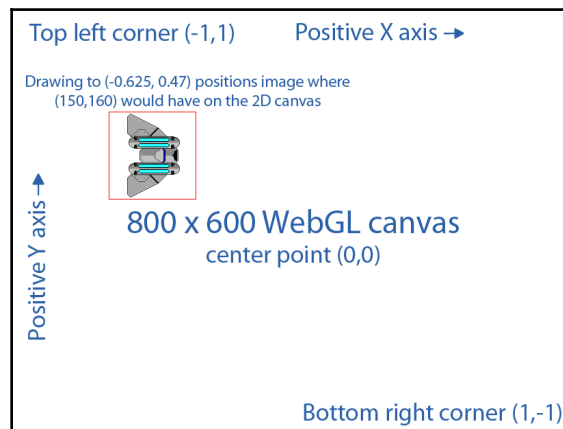 Top left corner (-1,1)
Positive X axis →
Drawing to (-0.625, 0.47) positions image where
(150,160) would have on the 2D canvas
Positive Y axis →
800 x 600 WebGL canvas
center point (0,0)
Bottom right corner (1,-1)